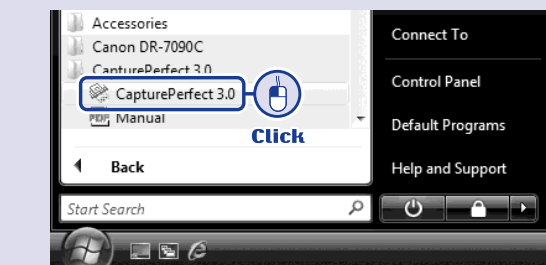 Accessories
Canon DR-7090C
CapturePerfect 3.0
CapturePerfect 3.0
PDF Manual
Click
Back
Start Search
Connect To
Control Panel
Default Programs
Help and Support